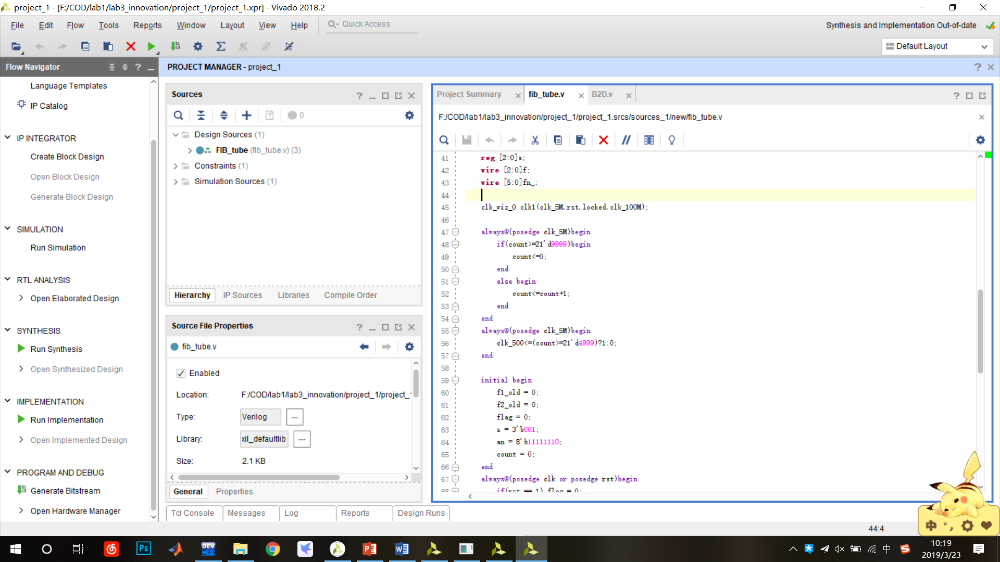 project_1 - [F:/COD/lab1/lab3_innovation/project_1/project_1.xpr] - Vivado 2018.2
File Edit Flow Tools Reports Window Layout View Help Quick Access
Synthesis and Implementation Out-of-date
Default Layout
Flow Navigator
Language Templates
IP Catalog
IP INTEGRATOR
Create Block Design
Open Block Design
Generate Block Design
SIMULATION
Run Simulation
RTL ANALYSIS
Open Elaborated Design
SYNTHESIS
Run Synthesis
Open Synthesized Design
IMPLEMENTATION
Run Implementation
Open Implemented Design
PROGRAM AND DEBUG
Generate Bitstream
Open Hardware Manager
PROJECT MANAGER - project_1
Sources
0
Design Sources (1)
FIB_tube (fib_tube.v) (3)
Constraints (1)
Simulation Sources (1)
Hierarchy IP Sources Libraries Compile Order
Source File Properties
fib_tube.v
Enabled
Location: F:/COD/lab1/lab3_innovation/project_1/project_
Type: Verilog
Library: xil_defaultlib
Size: 2.1 KB
General Properties
Project Summary fib_tube.v B2D.v
F:/COD/lab1/lab3_innovation/project_1/project_1.srcs/sources_1/new/fib_tube.v
41 reg [2:0]s;
42 wire [2:0]f;
43 wire [5:0]fn_;
44
45 clk_wiz_0 clk1(clk_5M,rst,locked,clk_100M);
46
47 always@(posedge clk_5M)begin
48 if(count>=21'd9999)begin
49 count<=0;
50 end
51 else begin
52 count<=count+1;
53 end
54 end
55 always@(posedge clk_5M)begin
56 clk_500<=(count>=21'd4999)?1:0;
57 end
58
59 initial begin
60 f1_old = 0;
61 f2_old = 0;
62 flag = 0;
63 s = 3'b001;
64 an = 8'b11111110;
65 count = 0;
66 end
67 always@(posedge clk or posedge rst)begin
68 if(rst == 1) flag = 0;
Tcl Console Messages Log Reports Design Runs
44:4
中 °,
Ps
DEV C++
中
10:19
2019/3/23